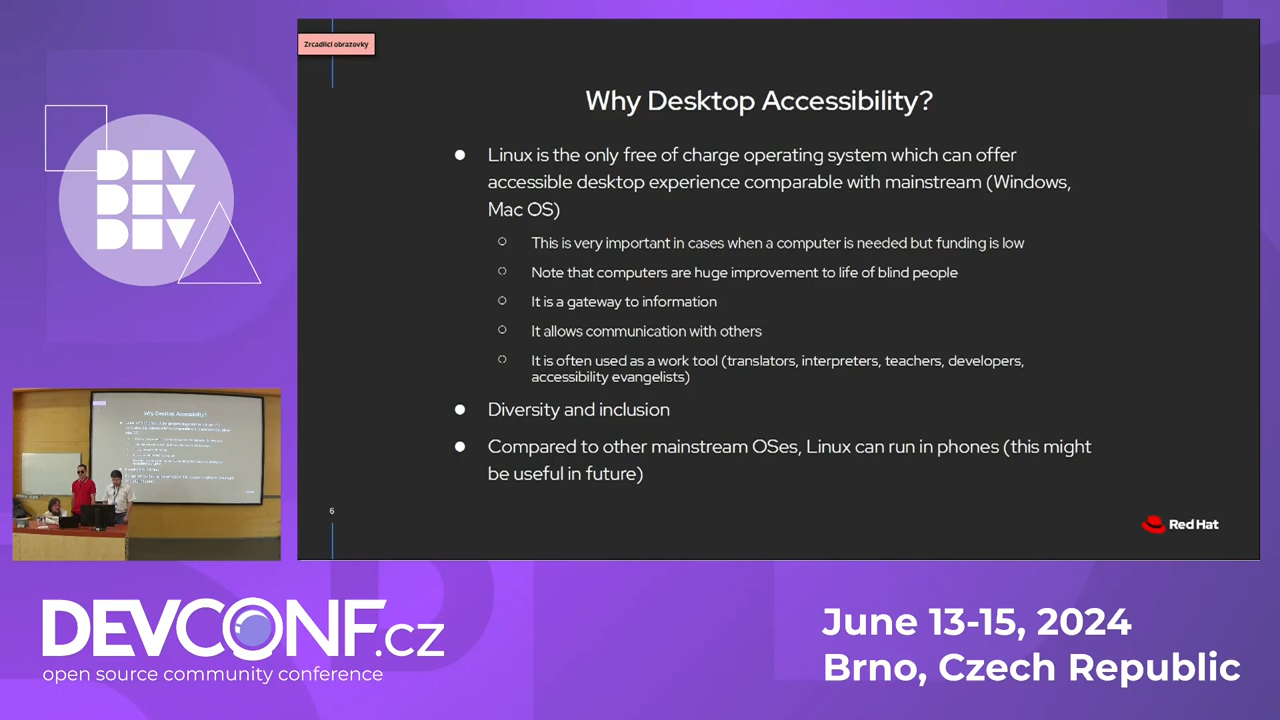 Zrcadlící obrazovky
DEV
DEV
DEV
Why Desktop Accessibility?
● Linux is the only free of charge operating system which can offer
accessible desktop experience comparable with mainstream (Windows,
Mac OS)
○ This is very important in cases when a computer is needed but funding is low
○ Note that computers are huge improvement to life of blind people
○ It is a gateway to information
○ It allows communication with others
○ It is often used as a work tool (translators, interpreters, teachers, developers,
accessibility evangelists)
● Diversity and inclusion
● Compared to other mainstream OSes, Linux can run in phones (this might
be useful in future)
6
Red Hat
Why Desktop Accessibility?
DEVCONF.cz
open source community conference
June 13-15, 2024
Brno, Czech Republic